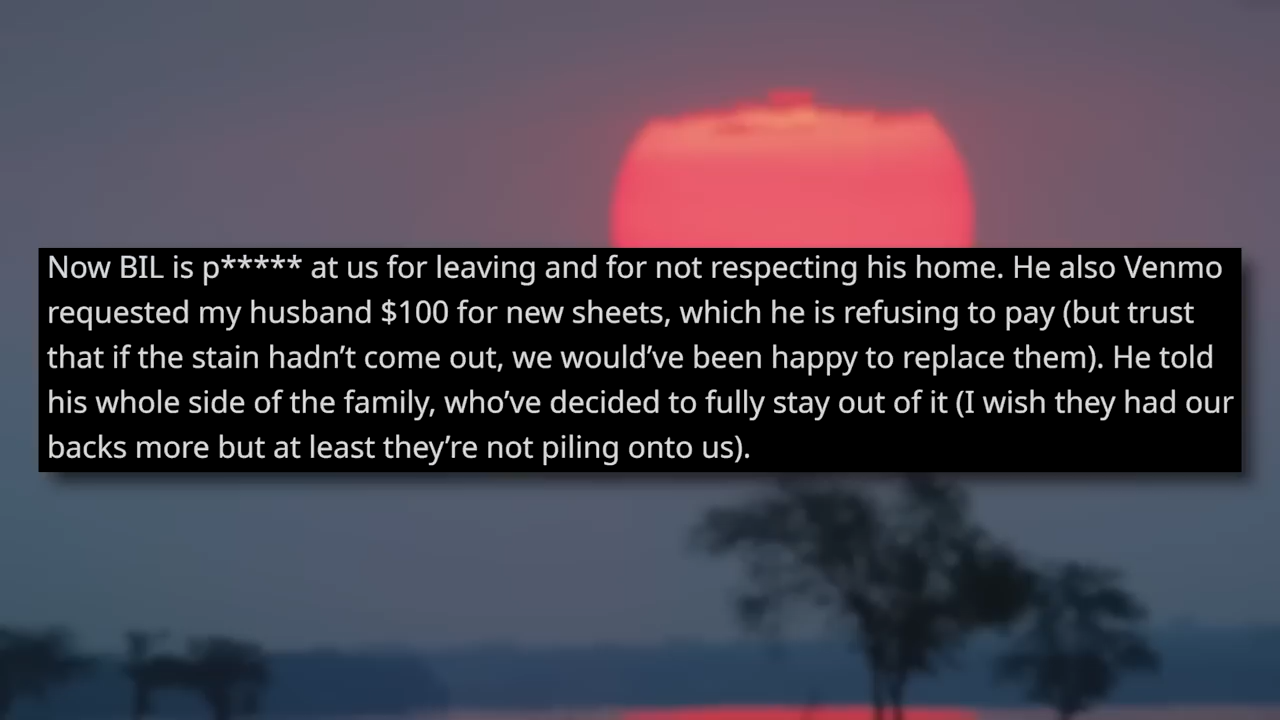 Now BIL is p***** at us for leaving and for not respecting his home. He also Venmo
requested my husband $100 for new sheets, which he is refusing to pay (but trust
that if the stain hadn’t come out, we would’ve been happy to replace them). He told
his whole side of the family, who’ve decided to fully stay out of it (I wish they had our
backs more but at least they’re not piling onto us).